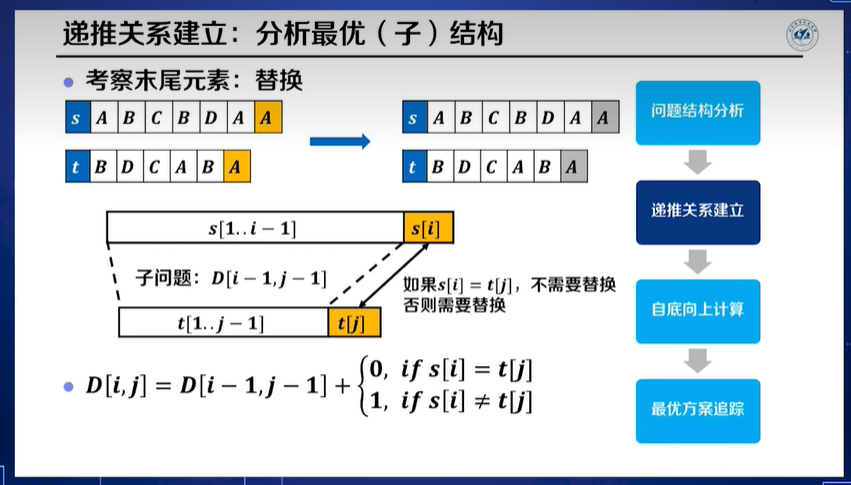 递推关系建立：分析最优（子）结构
考察末尾元素：替换
s A B C B D A A
s A B C B D A A
t B D C A B A
t B D C A B A
s[1..i − 1] s[i]
子问题：D[i − 1, j − 1]
如果s[i] = t[j]，不需要替换
否则需要替换
t[1..j − 1] t[j]
D[i, j] = D[i − 1, j − 1] + {0, if s[i] = t[j]
1, if s[i] ≠ t[j]
问题结构分析
递推关系建立
自底向上计算
最优方案追踪